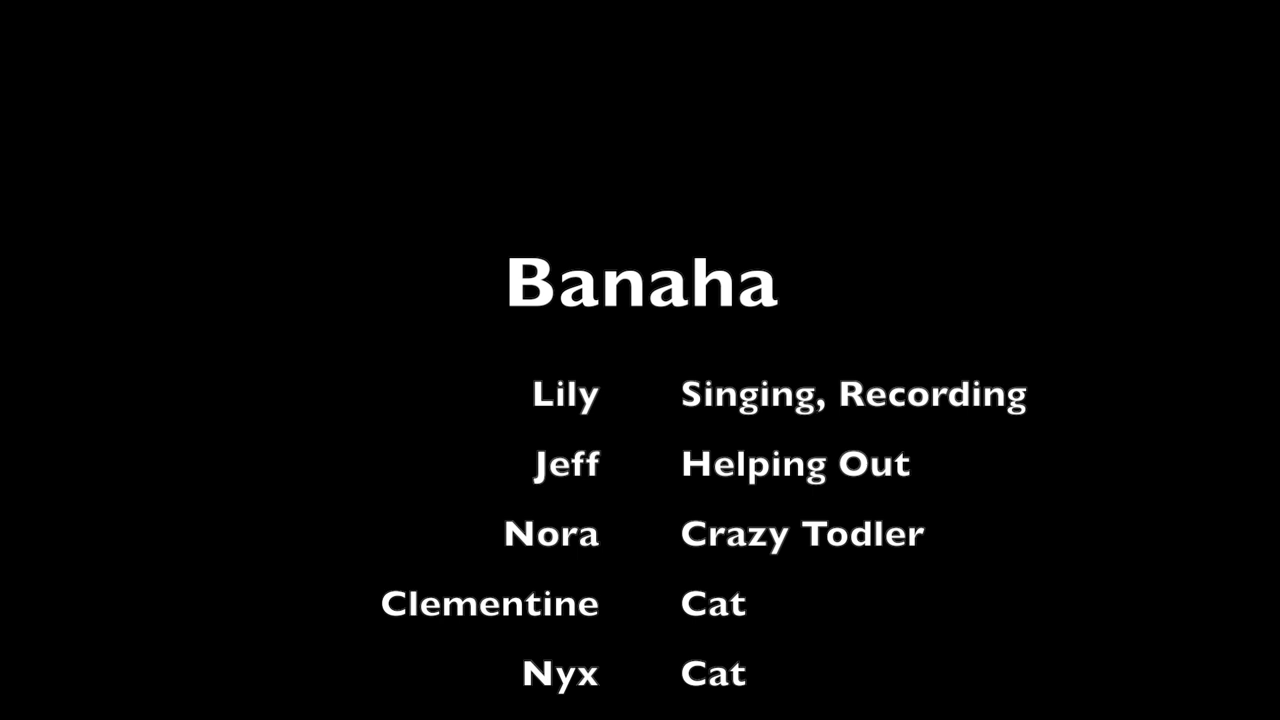 Banaha
Lily Singing, Recording
Jeff Helping Out
Nora Crazy Todler
Clementine Cat
Nyx Cat